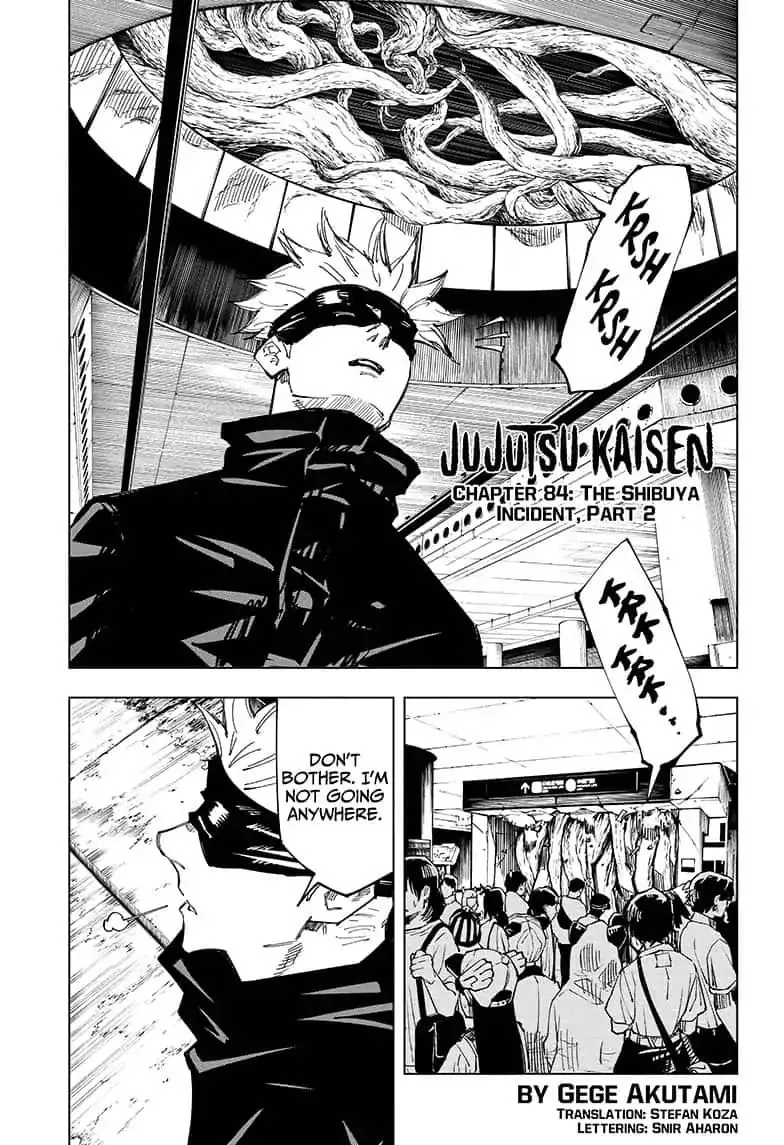 KRSH
KRSH
JUJUTSU KAISEN
CHAPTER 84: THE SHIBUYA
INCIDENT, PART 2
KRK
KRK...
DON'T
BOTHER. I'M
NOT GOING
ANYWHERE.
BY GEGE AKUTAMI
TRANSLATION: STEFAN KOZA
LETTERING: SNIR AHARON